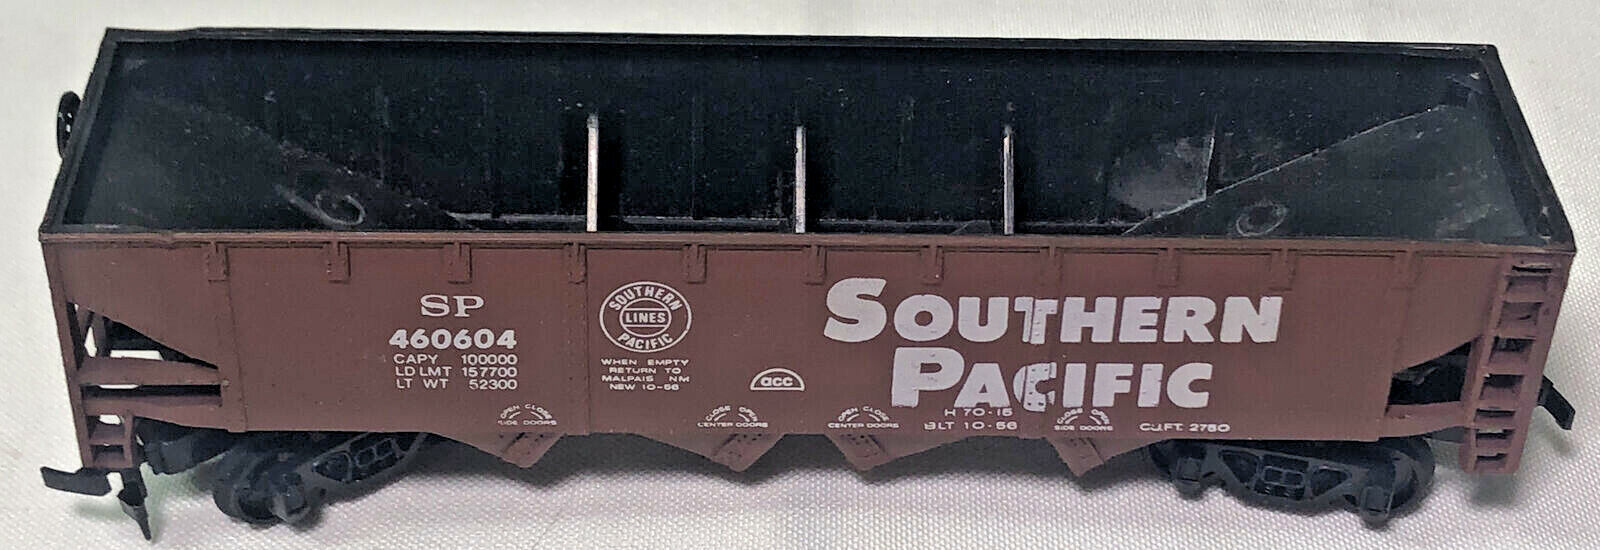 SP
460604
CAPY 100000
LD LMT 157700
LT WT 52300
SOUTHERN
LINES
PACIFIC
WHEN EMPTY
RETURN TO
MALPAIS NM
NEW 10-56
acc
SOUTHERN
PACIFIC
H 70-15
BLT 10-56
CU.FT. 2750
OPEN CLOSE
SIDE DOORS
CLOSE OPEN
CENTER DOORS
OPEN CLOSE
CENTER DOORS
CLOSE OPEN
SIDE DOORS